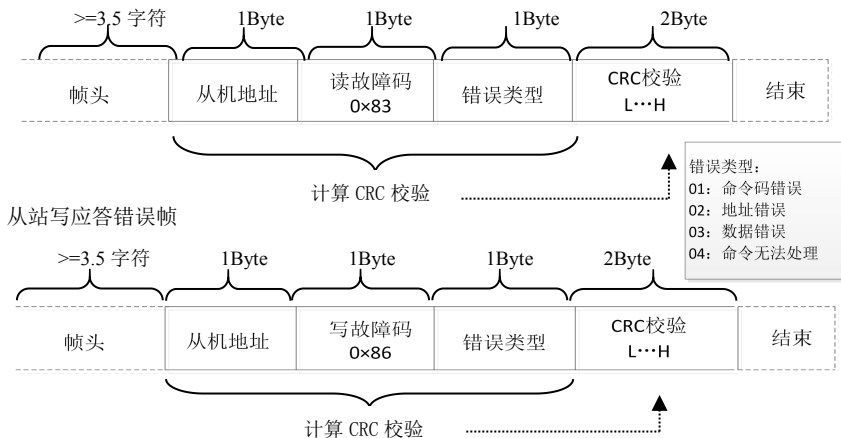 >=3.5 字符 1Byte 1Byte 1Byte 2Byte
帧头 从机地址 读故障码 0×83 错误类型 CRC校验 L⋯H 结束
计算 CRC 校验
错误类型:
01: 命令码错误
02: 地址错误
03: 数据错误
04: 命令无法处理
从站写应答错误帧
>=3.5 字符 1Byte 1Byte 1Byte 2Byte
帧头 从机地址 写故障码 0×86 错误类型 CRC校验 L⋯H 结束
计算 CRC 校验